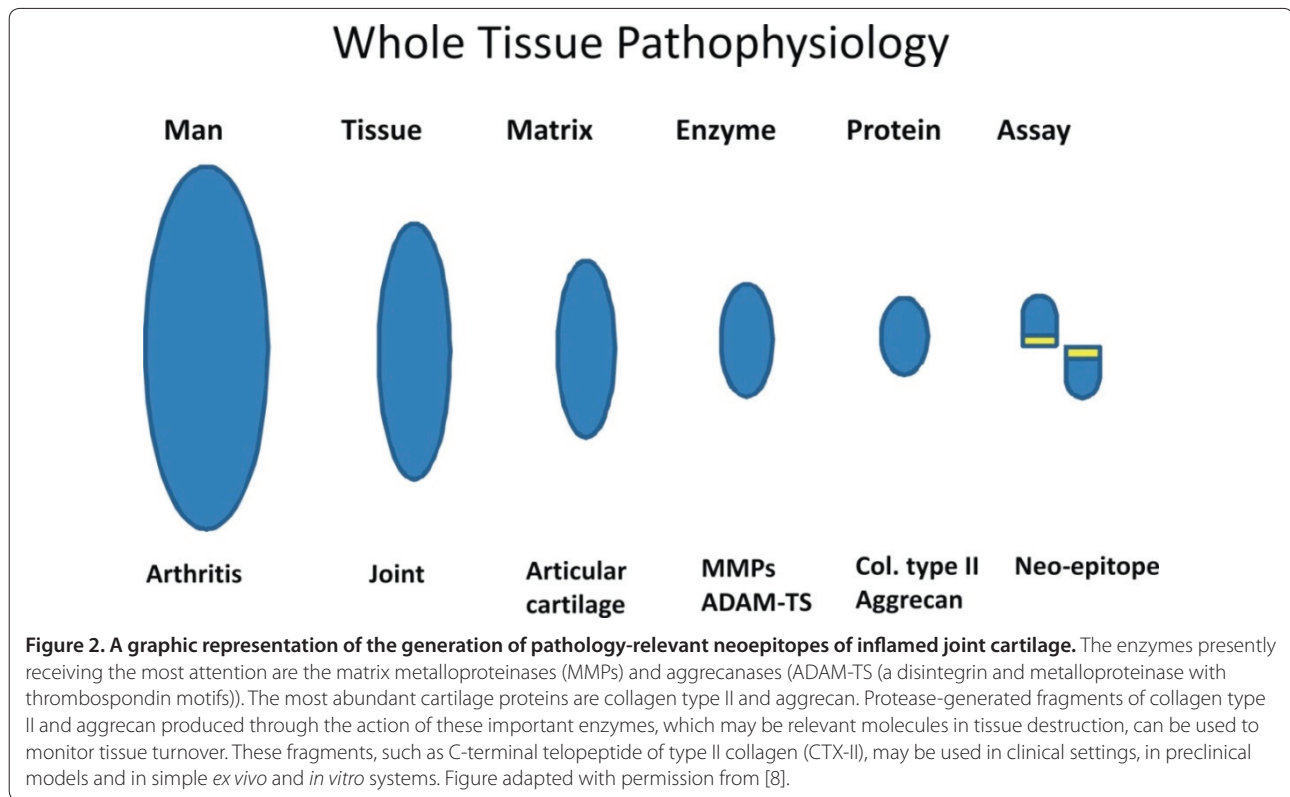 Whole Tissue Pathophysiology
Man Tissue Matrix Enzyme Protein Assay
Arthritis Joint Articular cartilage MMPs ADAM-TS Col. type II Aggrecan Neo-epitope
Figure 2. A graphic representation of the generation of pathology-relevant neoepitopes of inflamed joint cartilage. The enzymes presently
receiving the most attention are the matrix metalloproteinases (MMPs) and aggrecanases (ADAM-TS (a disintegrin and metalloproteinase with
thrombospondin motifs)). The most abundant cartilage proteins are collagen type II and aggrecan. Protease-generated fragments of collagen type
II and aggrecan produced through the action of these important enzymes, which may be relevant molecules in tissue destruction, can be used to
monitor tissue turnover. These fragments, such as C-terminal telopeptide of type II collagen (CTX-II), may be used in clinical settings, in preclinical
models and in simple ex vivo and in vitro systems. Figure adapted with permission from [8].